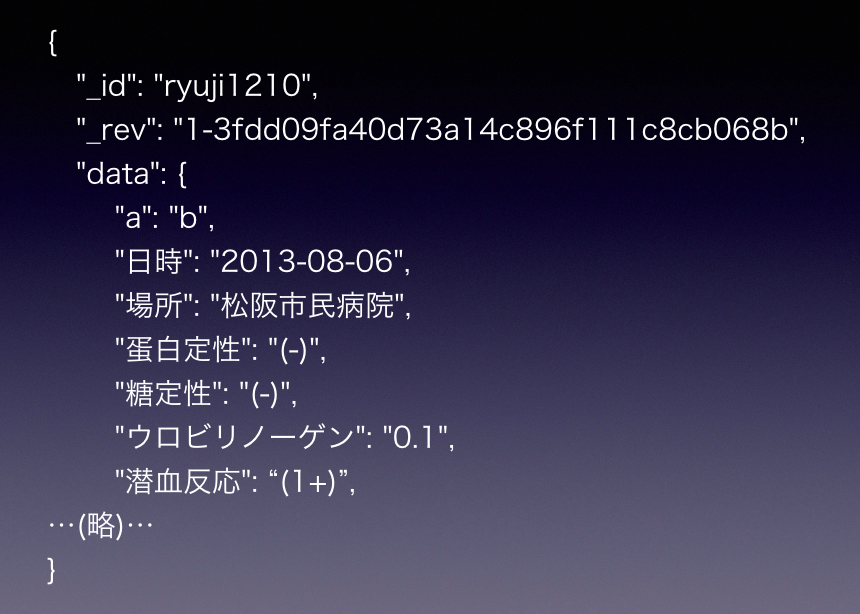 {
"_id": "ryuji1210",
"_rev": "1-3fdd09fa40d73a14c896f111c8cb068b",
"data": {
"a": "b",
"日時": "2013-08-06",
"場所": "松阪市民病院",
"蛋白定性": "(-)",
"糖定性": "(-)",
"ウロビリノーゲン": "0.1",
"潜血反応": “(1+)”,
…(略)…
}